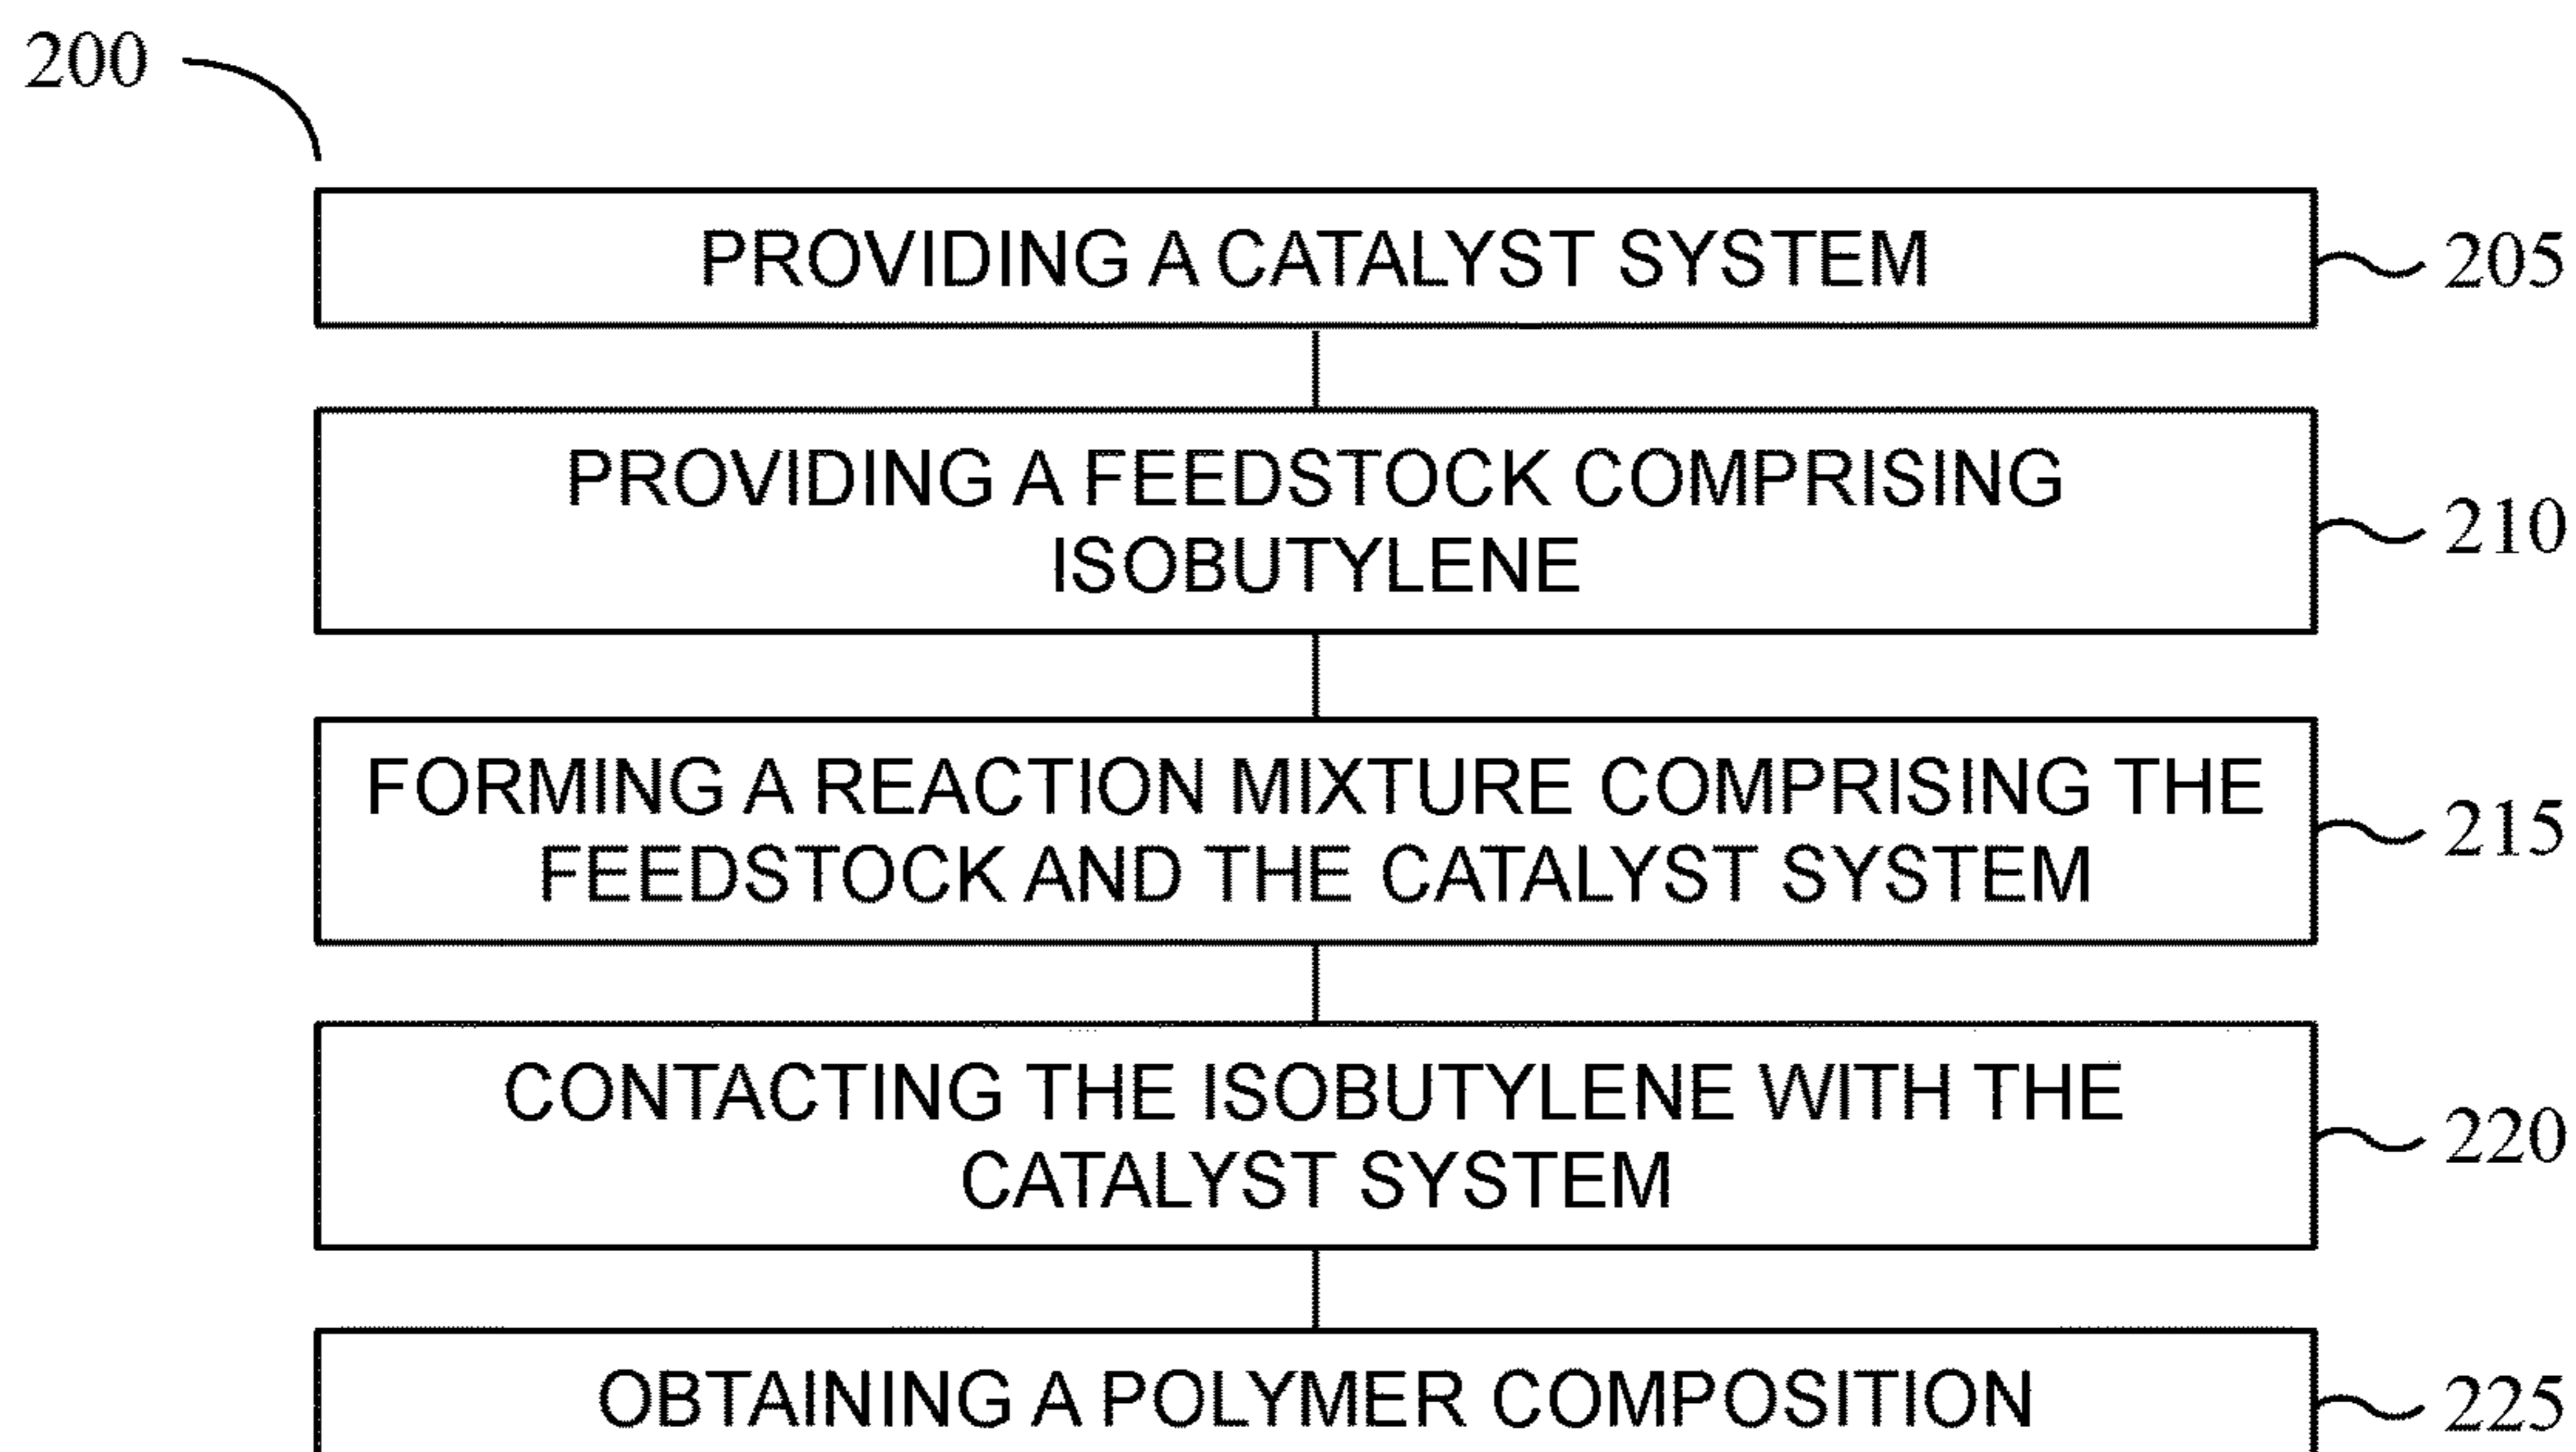 200
PROVIDING A CATALYST SYSTEM
205
PROVIDING A FEEDSTOCK COMPRISING
ISOBUTYLENE
210
FORMING A REACTION MIXTURE COMPRISING THE
FEEDSTOCK AND THE CATALYST SYSTEM
215
CONTACTING THE ISOBUTYLENE WITH THE
CATALYST SYSTEM
220
OBTAINING A POLYMER COMPOSITION
225